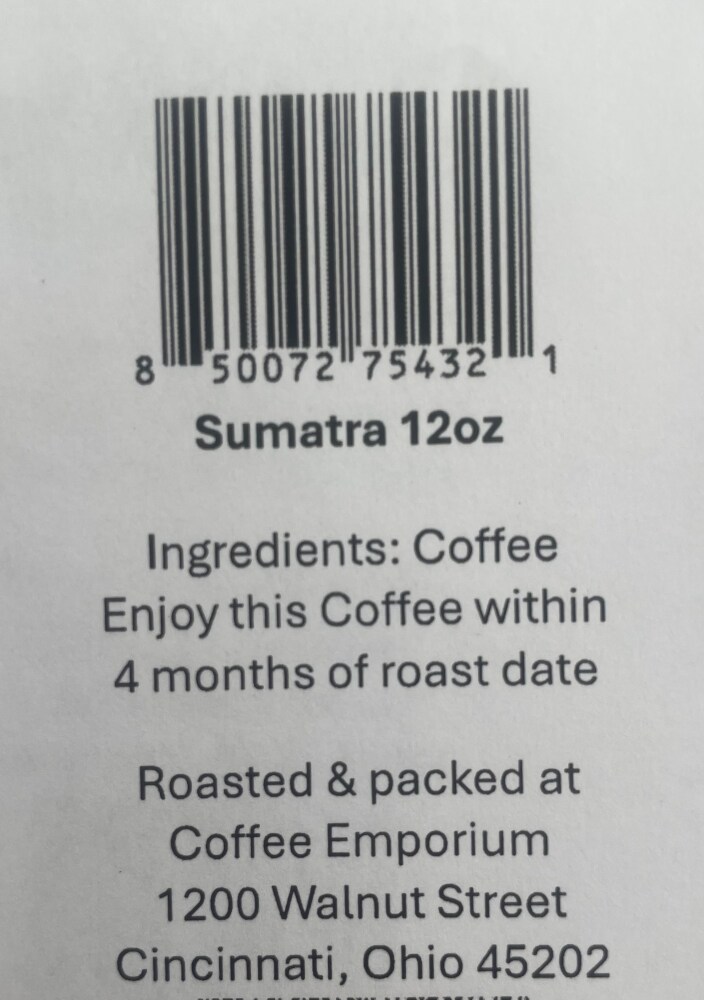 8 50072 75432 1
Sumatra 12oz
Ingredients: Coffee
Enjoy this Coffee within
4 months of roast date
Roasted & packed at
Coffee Emporium
1200 Walnut Street
Cincinnati, Ohio 45202